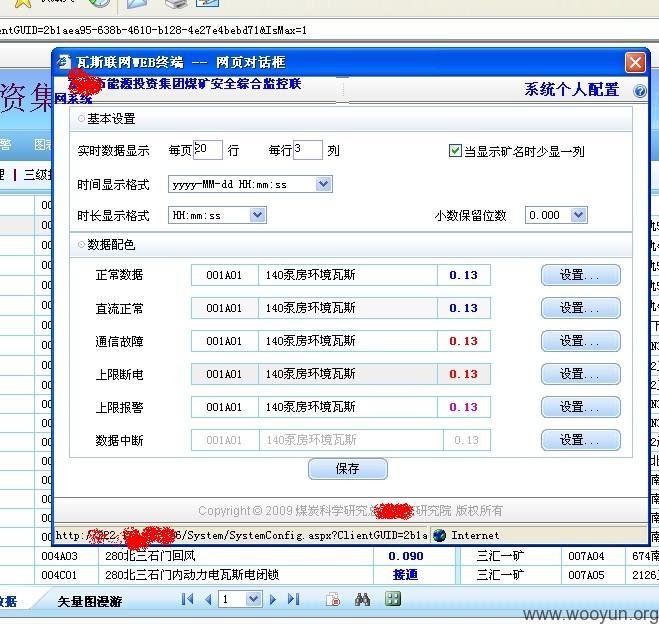 entGUID=2b1aea95-638b-4610-b128-4e27e4bebd71&IsMax=1
瓦斯联网WEB终端 -- 网页对话框
能源投资集团煤矿安全综合监控联
网系统
系统个人配置
资集
基本设置
警 图
实时数据显示 每页 20 行 每行 3 列 当显示矿名时少显一列
三级
时间显示格式 yyyy-MM-dd HH:mm:ss
时长显示格式 HH:mm:ss 小数保留位数 0.000
数据配色
正常数据 001A01 140泵房环境瓦斯 0.13 设置...
直流正常 001A01 140泵房环境瓦斯 0.13 设置...
通信故障 001A01 140泵房环境瓦斯 0.13 设置...
上限断电 001A01 140泵房环境瓦斯 0.13 设置...
上限报警 001A01 140泵房环境瓦斯 0.13 设置...
数据中断 001A01 140泵房环境瓦斯 0.13 设置...
保存
Copyright © 2009 煤炭科学研究 研究院 版权所有
http: 6/System/SystemConfig.aspx?ClientGUID=2b1a Internet
004A03 280北三石门回风 0.090 三汇一矿 007A04 674南
004C01 280北三石门内动力电瓦斯电闭锁 接通 三汇一矿 007A05 2126
数据 矢量图漫游 1
www.wooyun.org